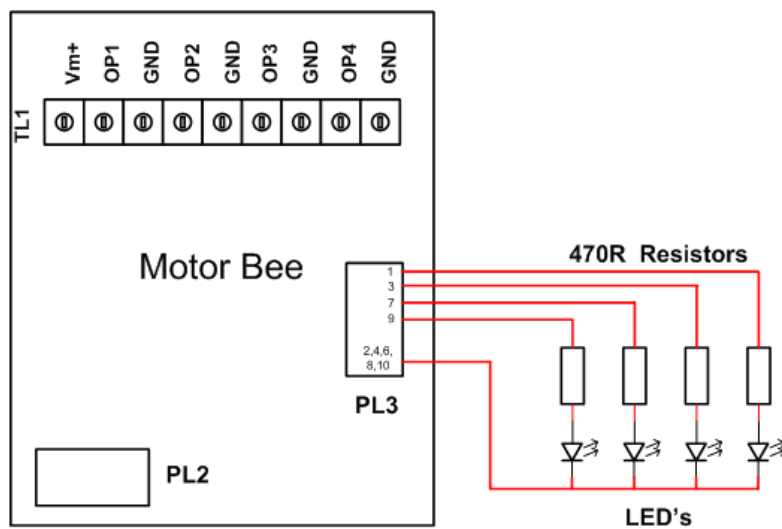 Vm+ OP1 GND OP2 GND OP3 GND OP4 GND
TL1
Motor Bee
470R Resistors
1
3
7
9
2,4,6,
8,10
PL3
PL2
LED's